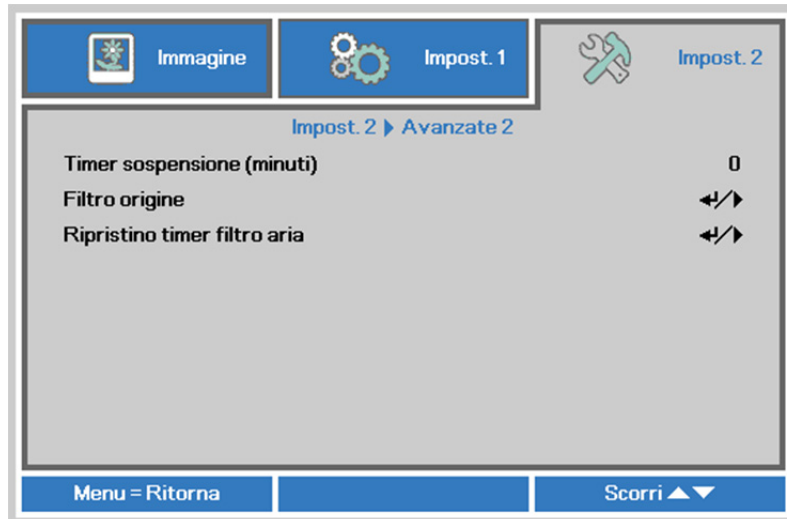 Immagine
Impost. 1
Impost. 2
Impost. 2 Avanzate 2
Timer sospensione (minuti) 0
Filtro origine
Ripristino timer filtro aria
Menu = Ritorna
Scorri